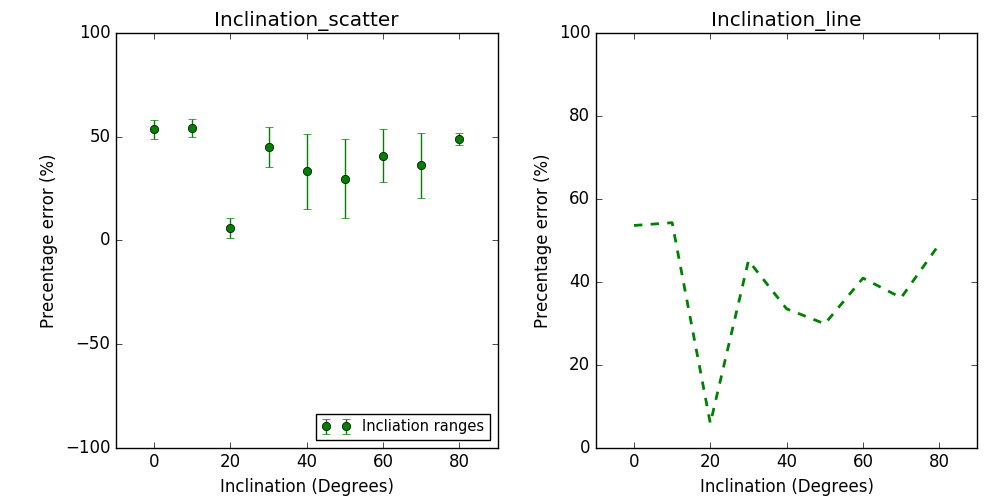 Inclination_scatter
100
50
0
−50
−100
Precentage error (%)
0 20 40 60 80
Inclination (Degrees)
Incliation ranges
Inclination_line
100
80
60
40
20
0
Precentage error (%)
0 20 40 60 80
Inclination (Degrees)